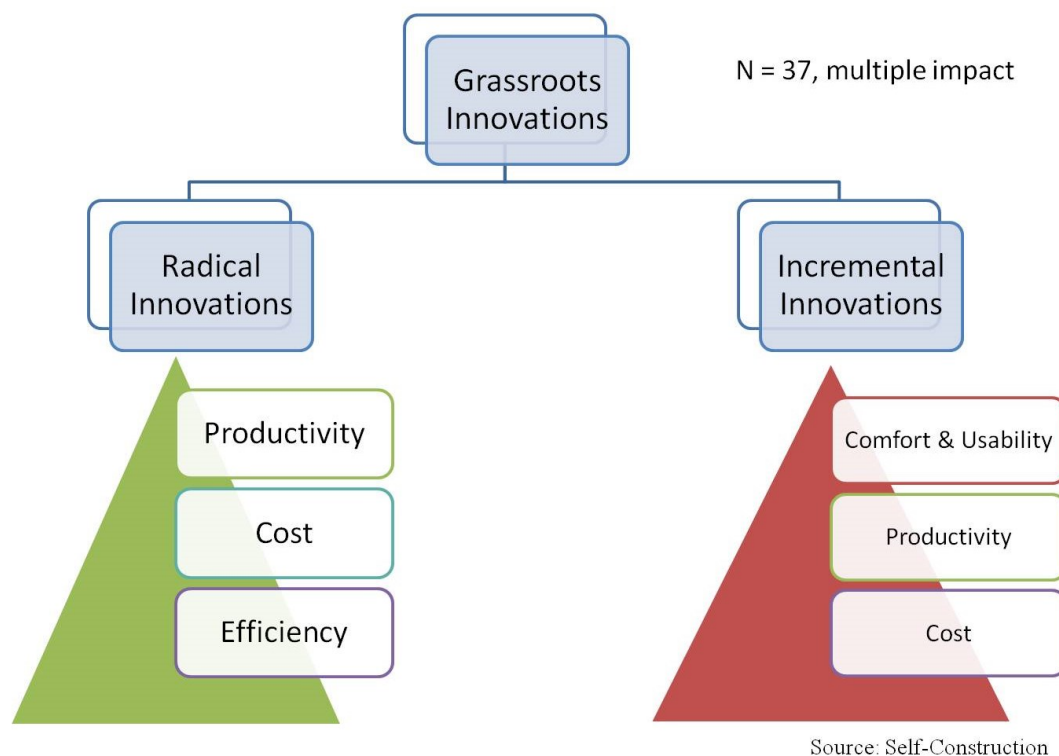 Grassroots
Innovations
N = 37, multiple impact
Radical
Innovations
Incremental
Innovations
Productivity
Cost
Efficiency
Comfort & Usability
Productivity
Cost
Source: Self-Construction